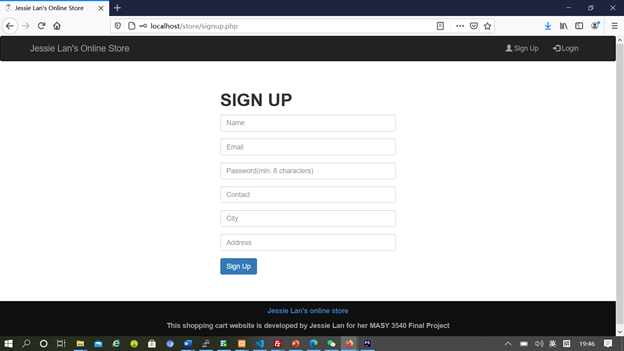 Jessie Lan's Online Store
localhost/store/signup.php
Jessie Lan's Online Store
Sign Up
Login
SIGN UP
Name
Email
Password(min. 6 characters)
Contact
City
Address
Sign Up
Jessie Lan's online store
This shopping cart website is developed by Jessie Lan for her MASY 3540 Final Project
英
19:46